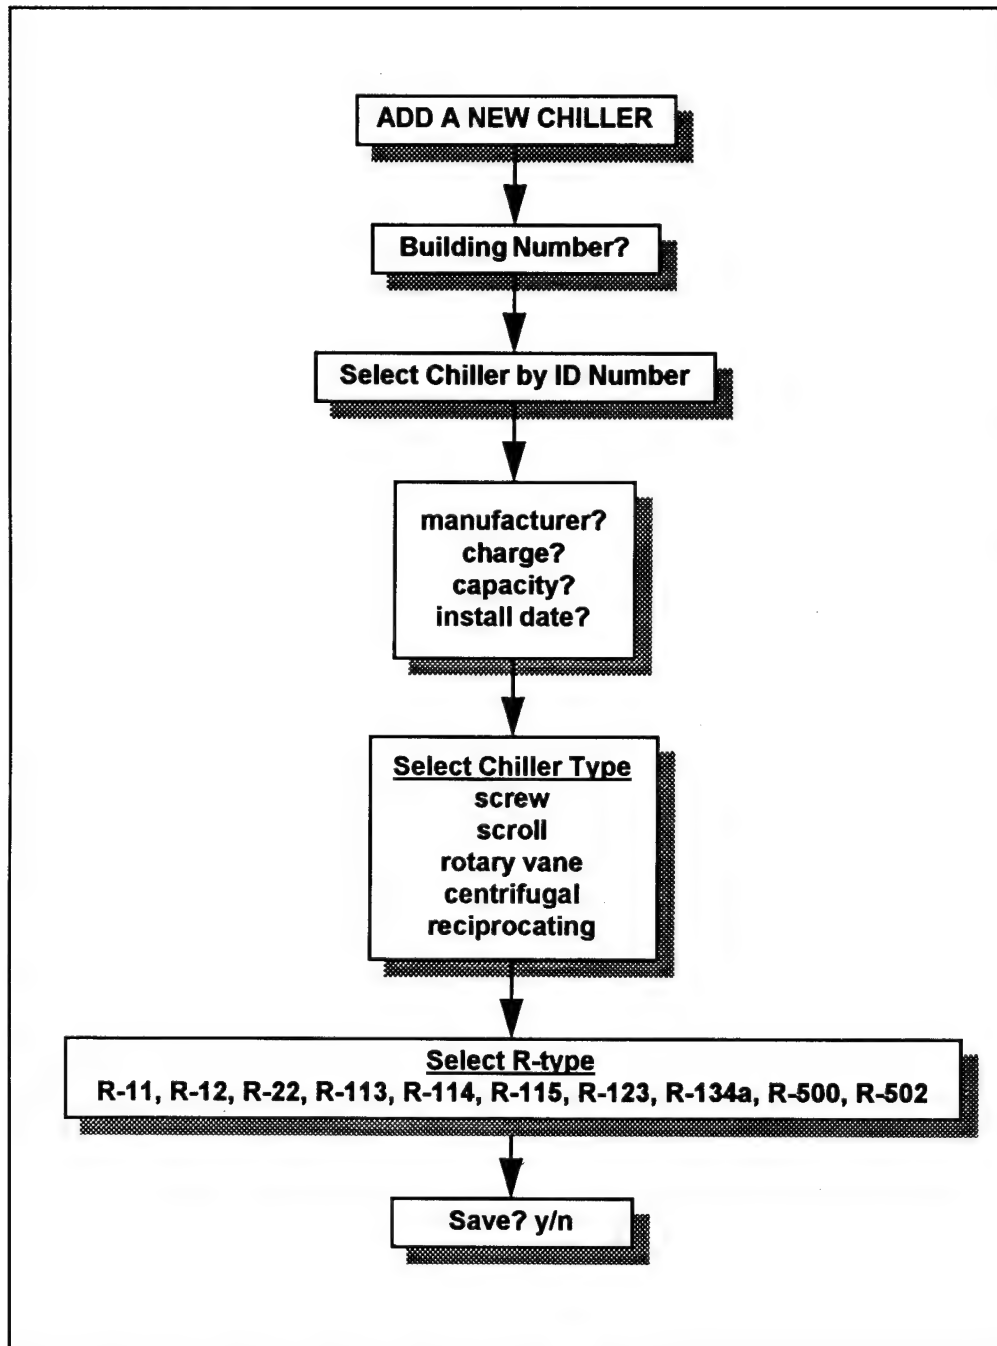 ADD A NEW CHILLER
Building Number?
Select Chiller by ID Number
manufacturer?
charge?
capacity?
install date?
Select Chiller Type
screw
scroll
rotary vane
centrifugal
reciprocating
Select R-type
R-11, R-12, R-22, R-113, R-114, R-115, R-123, R-134a, R-500, R-502
Save? y/n